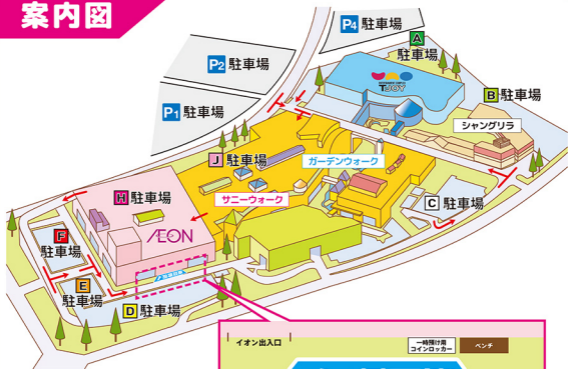 案内図
P4 駐車場
A
駐車場
P2 駐車場
T・JOY
B 駐車場
P1 駐車場
シャングリラ
J 駐車場
ガーデンウォーク
H 駐車場
サニーウォーク
C 駐車場
ÆON
F
駐車場
E
駐車場
D 駐車場
イオン出入口
一時預け用
コインロッカー
ベンチ